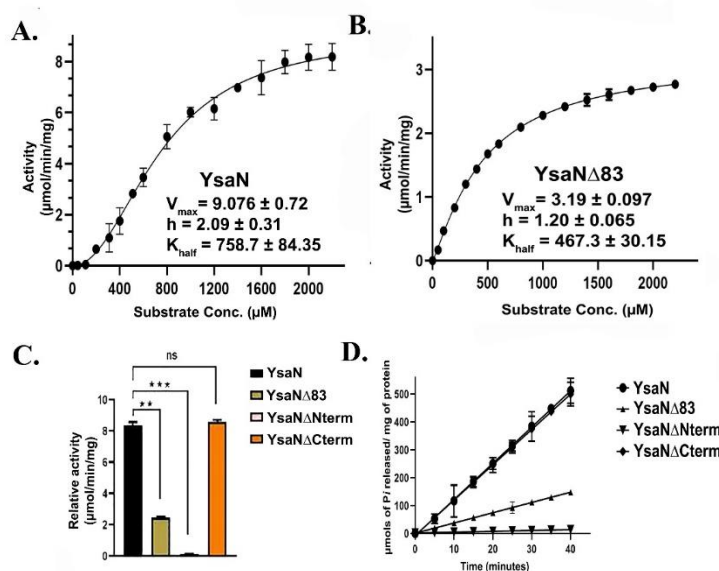 A.
Activity
(µmol/min/mg)
8
6
4
2
0
YsaN
Vmax = 9.076 ± 0.72
h = 2.09 ± 0.31
Khalf = 758.7 ± 84.35
0 400 800 1200 1600 2000
Substrate Conc. (µM)
B.
Activity
(µmol/min/mg)
3
2
1
0
YsaNΔ83
Vmax = 3.19 ± 0.097
h = 1.20 ± 0.065
Khalf = 467.3 ± 30.15
0 500 1000 1500 2000
Substrate Conc. (µM)
C.
Relative activity
(µmol/min/mg)
10
8
6
4
2
0
ns
***
**
YsaN
YsaNΔ83
YsaNΔNterm
YsaNΔCterm
D.
µmols of Pi released/ mg of protein
500
400
300
200
100
0
0 10 20 30 40
Time (minutes)
YsaN
YsaNΔ83
YsaNΔNterm
YsaNΔCterm